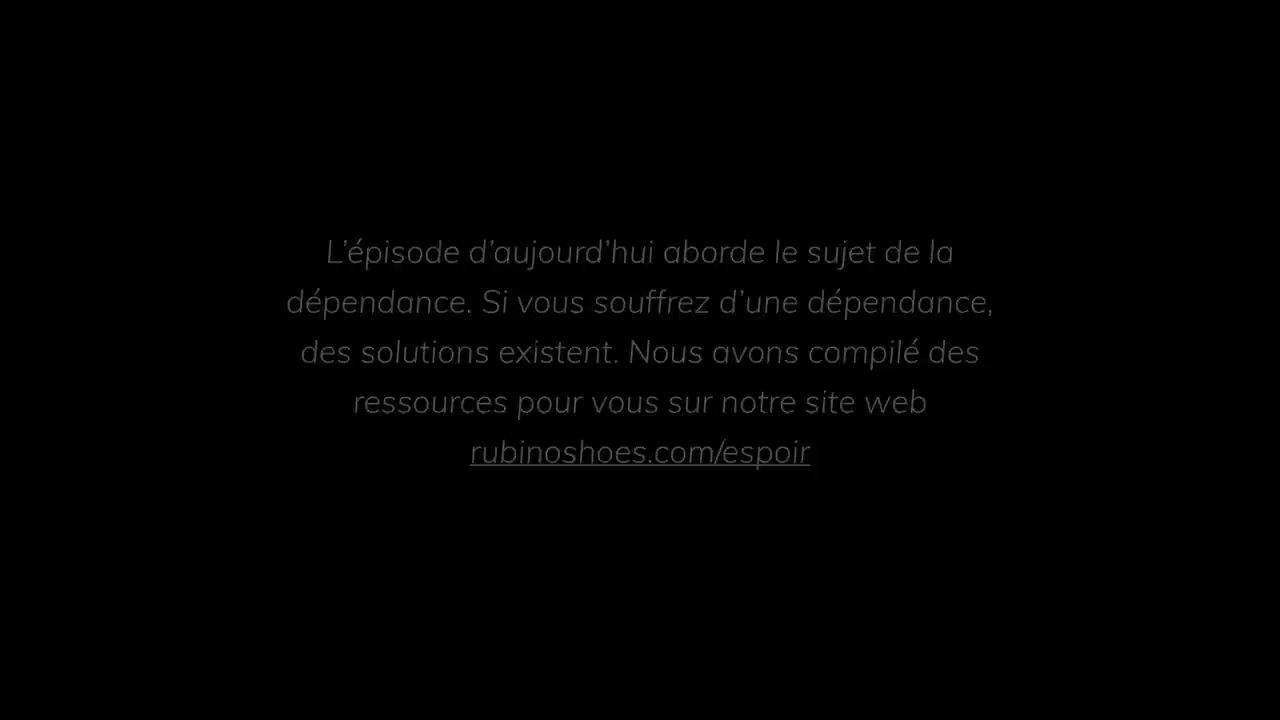 L’épisode d’aujourd’hui aborde le sujet de la
dépendance. Si vous souffrez d’une dépendance,
des solutions existent. Nous avons compilé des
ressources pour vous sur notre site web
rubinoshoes.com/espoir